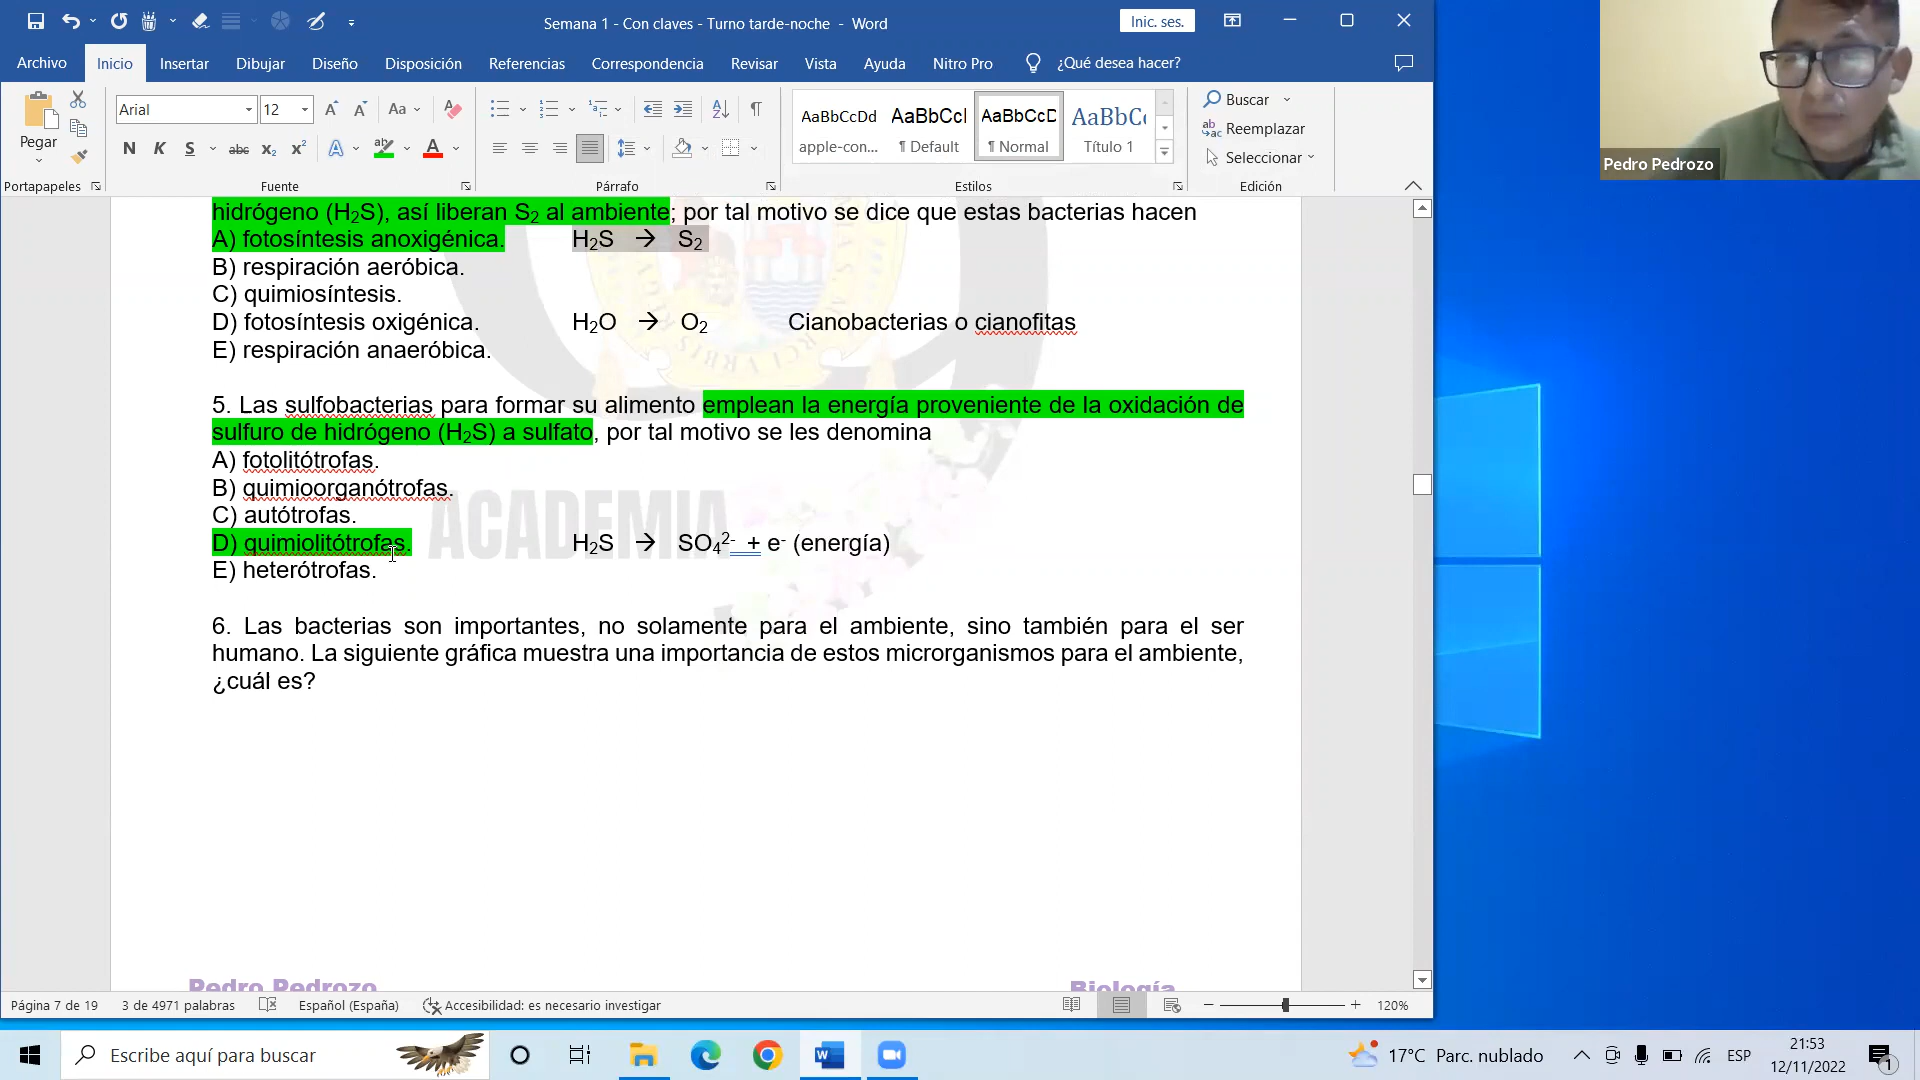 Semana 1 - Con claves - Turno tarde-noche - Word
Inic. ses.
Archivo Inicio Insertar Dibujar Diseño Disposición Referencias Correspondencia Revisar Vista Ayuda Nitro Pro ¿Qué desea hacer?
Pegar
Portapapeles
Arial 12
Aa
N K S abc x₂ x² A A
Fuente
Párrafo
AaBbCcDd AaBbCcI AaBbCcD AaBbC
apple-con... ¶ Default ¶ Normal Título 1
Estilos
Buscar
Reemplazar
Seleccionar
Edición
Pedro Pedrozo
hidrógeno (H₂S), así liberan S₂ al ambiente; por tal motivo se dice que estas bacterias hacen
A) fotosíntesis anoxigénica. H₂S → S₂
B) respiración aeróbica.
C) quimiosíntesis.
D) fotosíntesis oxigénica. H₂O → O₂ Cianobacterias o cianofitas
E) respiración anaeróbica.
5. Las sulfobacterias para formar su alimento emplean la energía proveniente de la oxidación de
sulfuro de hidrógeno (H₂S) a sulfato, por tal motivo se les denomina
A) fotolitótrofas.
B) quimioorganótrofas.
C) autótrofas.
D) quimiolitótrofas. H₂S → SO₄²⁻ + e⁻ (energía)
E) heterótrofas.
ACADEMIA
6. Las bacterias son importantes, no solamente para el ambiente, sino también para el ser
humano. La siguiente gráfica muestra una importancia de estos microrganismos para el ambiente,
¿cuál es?
Pedro Pedrozo Biología
Página 7 de 19 3 de 4971 palabras Español (España) Accesibilidad: es necesario investigar 120%
Escribe aquí para buscar
17°C Parc. nublado
ESP
21:53
12/11/2022
1